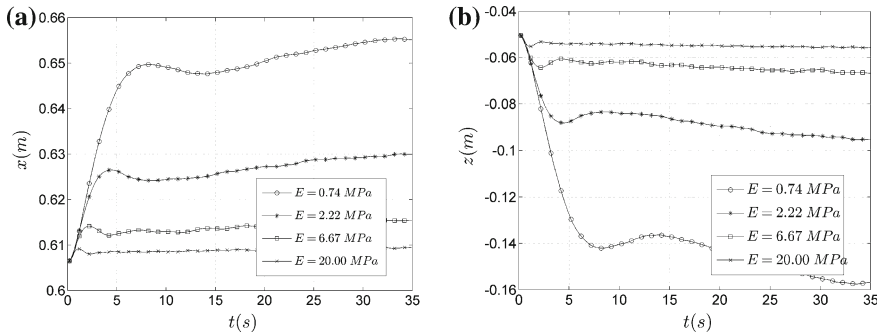 (a)
0.66
0.65
0.64
0.63
0.62
0.61
0.6
x(m)
0 5 10 15 20 25 30 35
t(s)
E = 0.74 MPa
E = 2.22 MPa
E = 6.67 MPa
E = 20.00 MPa
(b)
-0.04
-0.06
-0.08
-0.1
-0.12
-0.14
-0.16
z(m)
0 5 10 15 20 25 30 35
t(s)
E = 0.74 MPa
E = 2.22 MPa
E = 6.67 MPa
E = 20.00 MPa